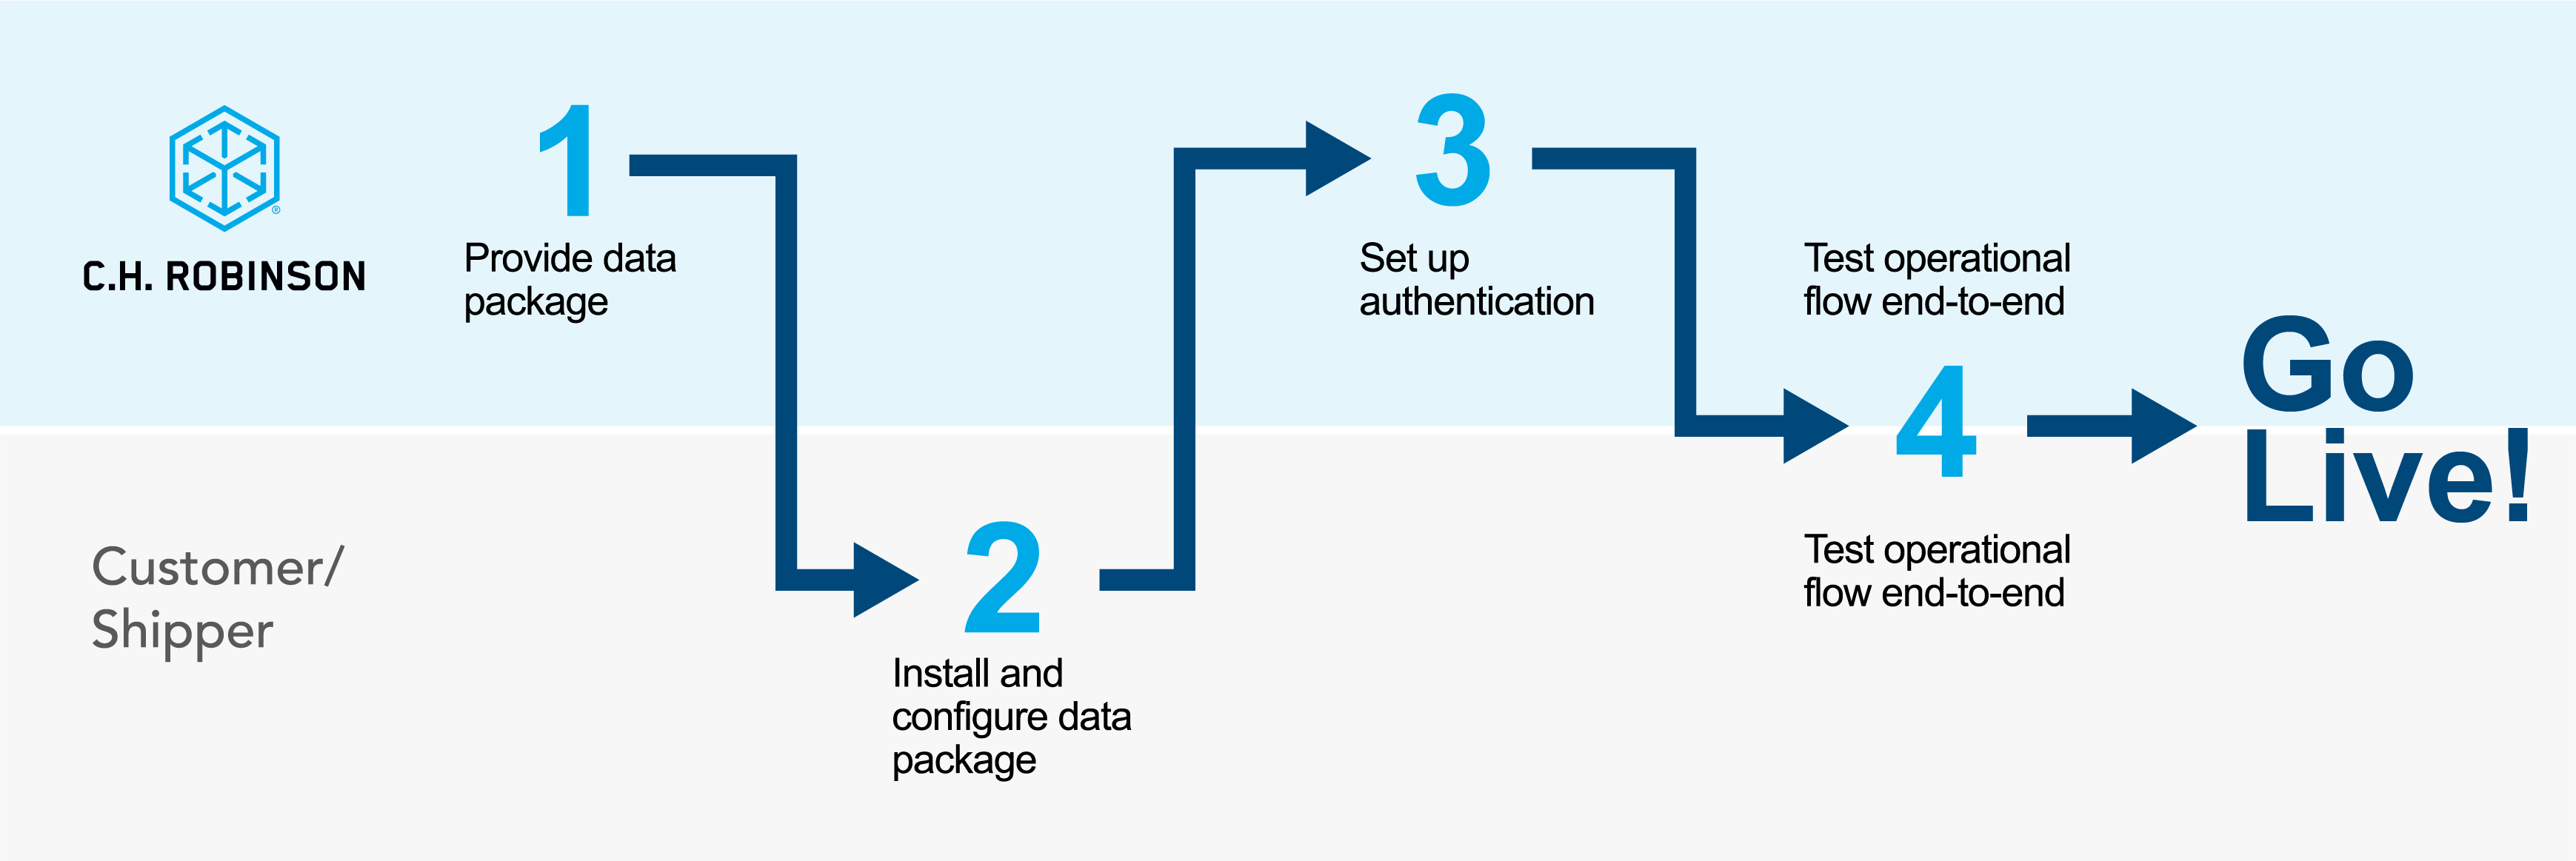 C.H. ROBINSON
®
1
Provide data
package
3
Set up
authentication
Test operational
flow end-to-end
4
Go
Live!
Customer/
Shipper
2
Install and
configure data
package
Test operational
flow end-to-end